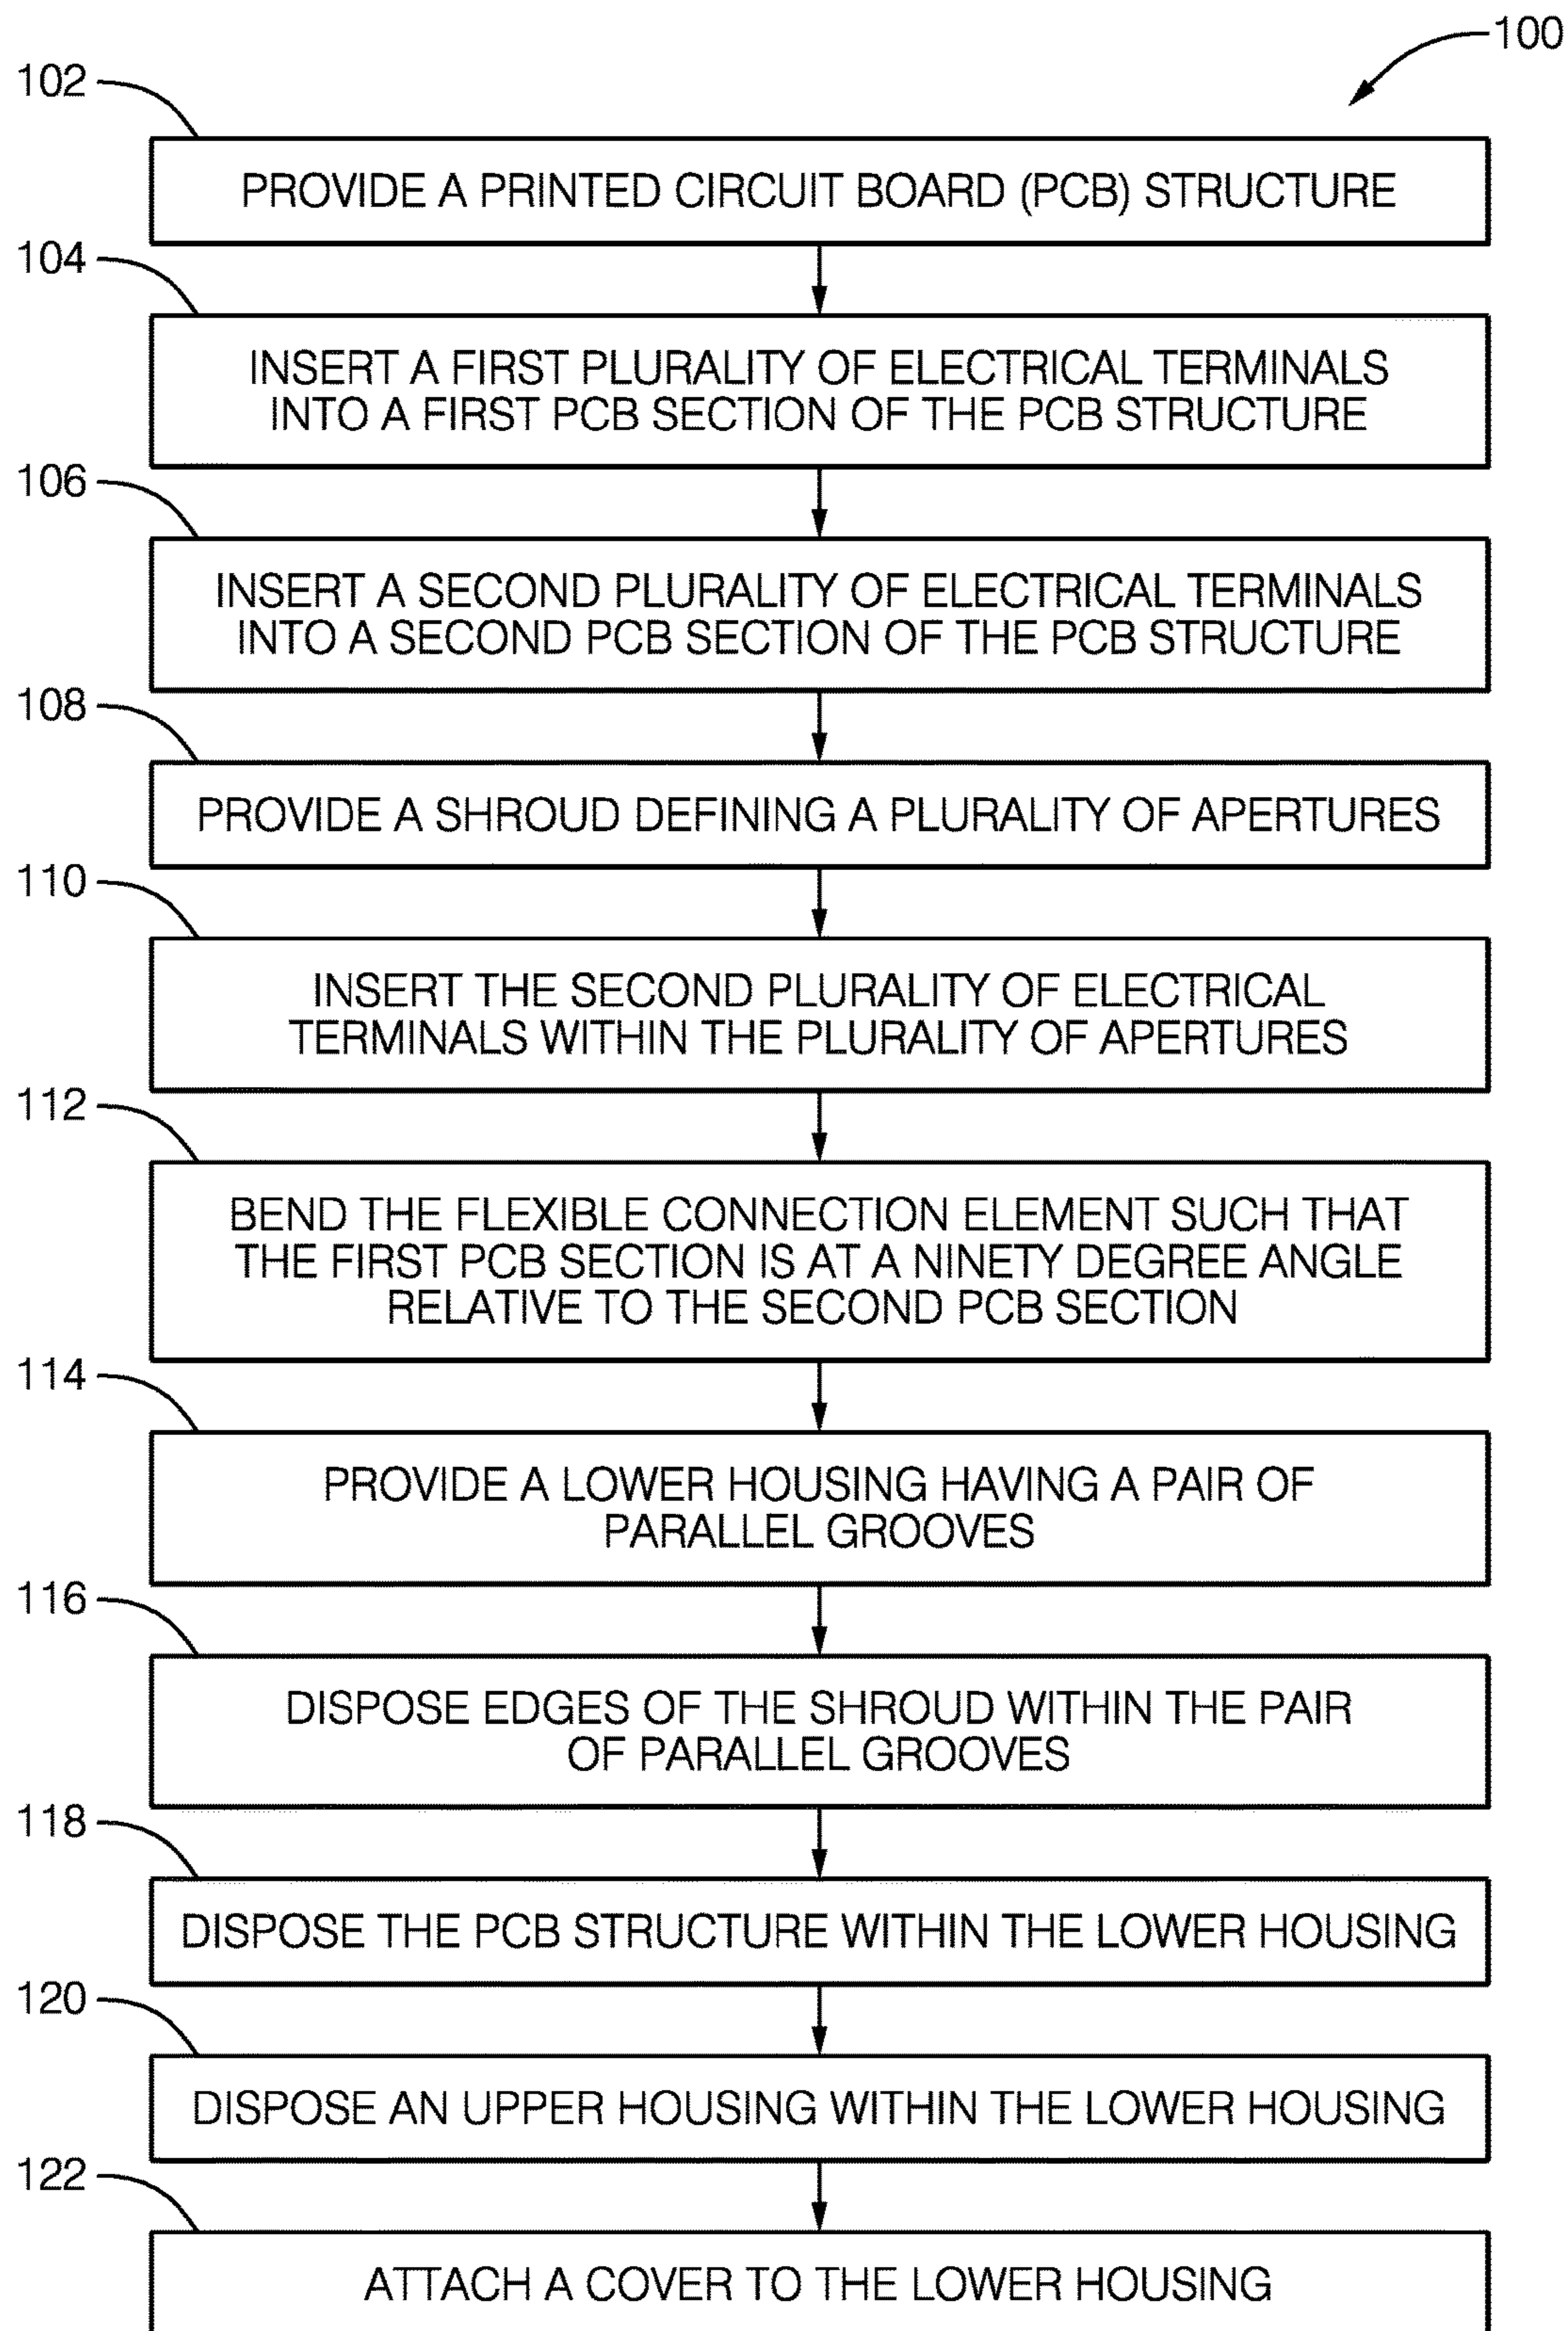 100
102
PROVIDE A PRINTED CIRCUIT BOARD (PCB) STRUCTURE
104
INSERT A FIRST PLURALITY OF ELECTRICAL TERMINALS
INTO A FIRST PCB SECTION OF THE PCB STRUCTURE
106
INSERT A SECOND PLURALITY OF ELECTRICAL TERMINALS
INTO A SECOND PCB SECTION OF THE PCB STRUCTURE
108
PROVIDE A SHROUD DEFINING A PLURALITY OF APERTURES
110
INSERT THE SECOND PLURALITY OF ELECTRICAL
TERMINALS WITHIN THE PLURALITY OF APERTURES
112
BEND THE FLEXIBLE CONNECTION ELEMENT SUCH THAT
THE FIRST PCB SECTION IS AT A NINETY DEGREE ANGLE
RELATIVE TO THE SECOND PCB SECTION
114
PROVIDE A LOWER HOUSING HAVING A PAIR OF
PARALLEL GROOVES
116
DISPOSE EDGES OF THE SHROUD WITHIN THE PAIR
OF PARALLEL GROOVES
118
DISPOSE THE PCB STRUCTURE WITHIN THE LOWER HOUSING
120
DISPOSE AN UPPER HOUSING WITHIN THE LOWER HOUSING
122
ATTACH A COVER TO THE LOWER HOUSING